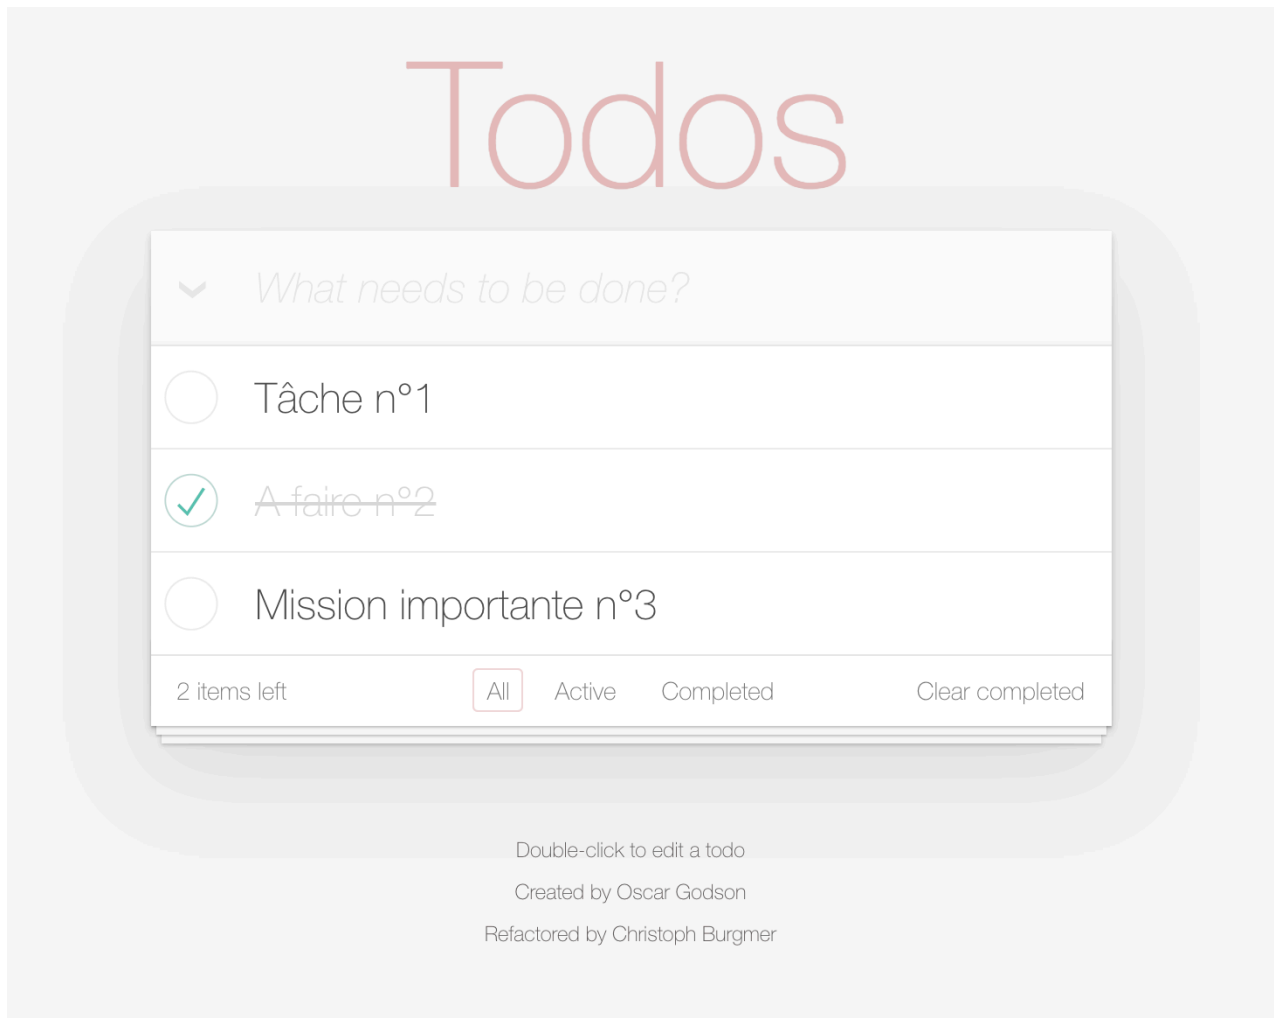 Todos
What needs to be done?
Tâche n°1
A faire n°2
Mission importante n°3
2 items left All Active Completed Clear completed
Double-click to edit a todo
Created by Oscar Godson
Refactored by Christoph Burgmer